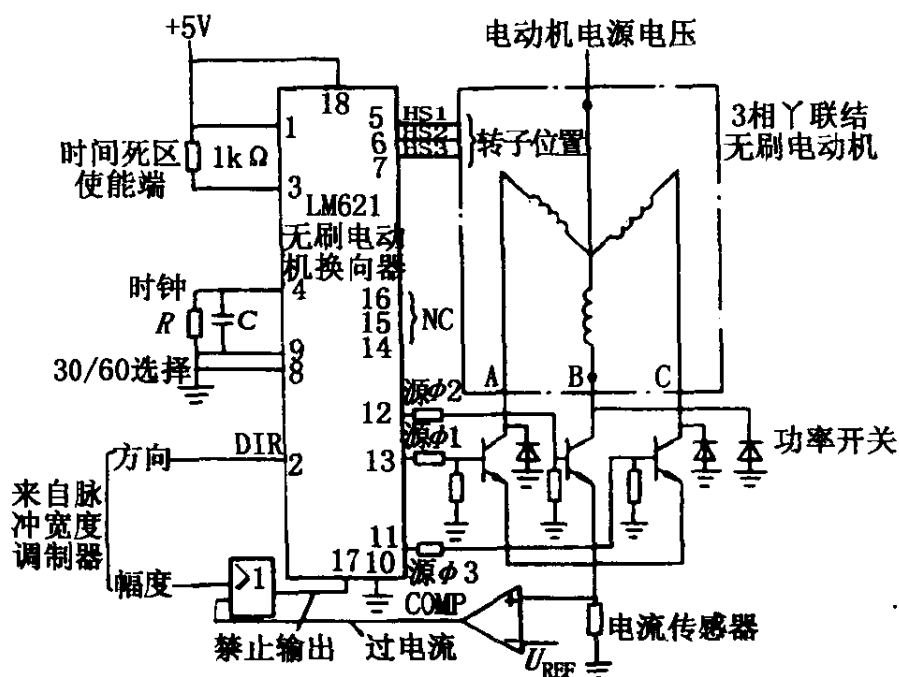 +5V
电动机电源电压
18
1
5
HS1
6
HS2
7
HS3
转子位置
3相丫联结
无刷电动机
时间死区
使能端
1kΩ
3
LM621
无刷电动
机换向器
时钟
4
R
C
16
15
14
NC
9
30/60选择
8
A
B
C
12
源φ2
源φ1
13
功率开关
方向
DIR
2
来自脉
冲宽度
调制器
11
17
10
源φ3
幅度
>1
COMP
+
-
禁止输出
过电流
电流传感器
UREF